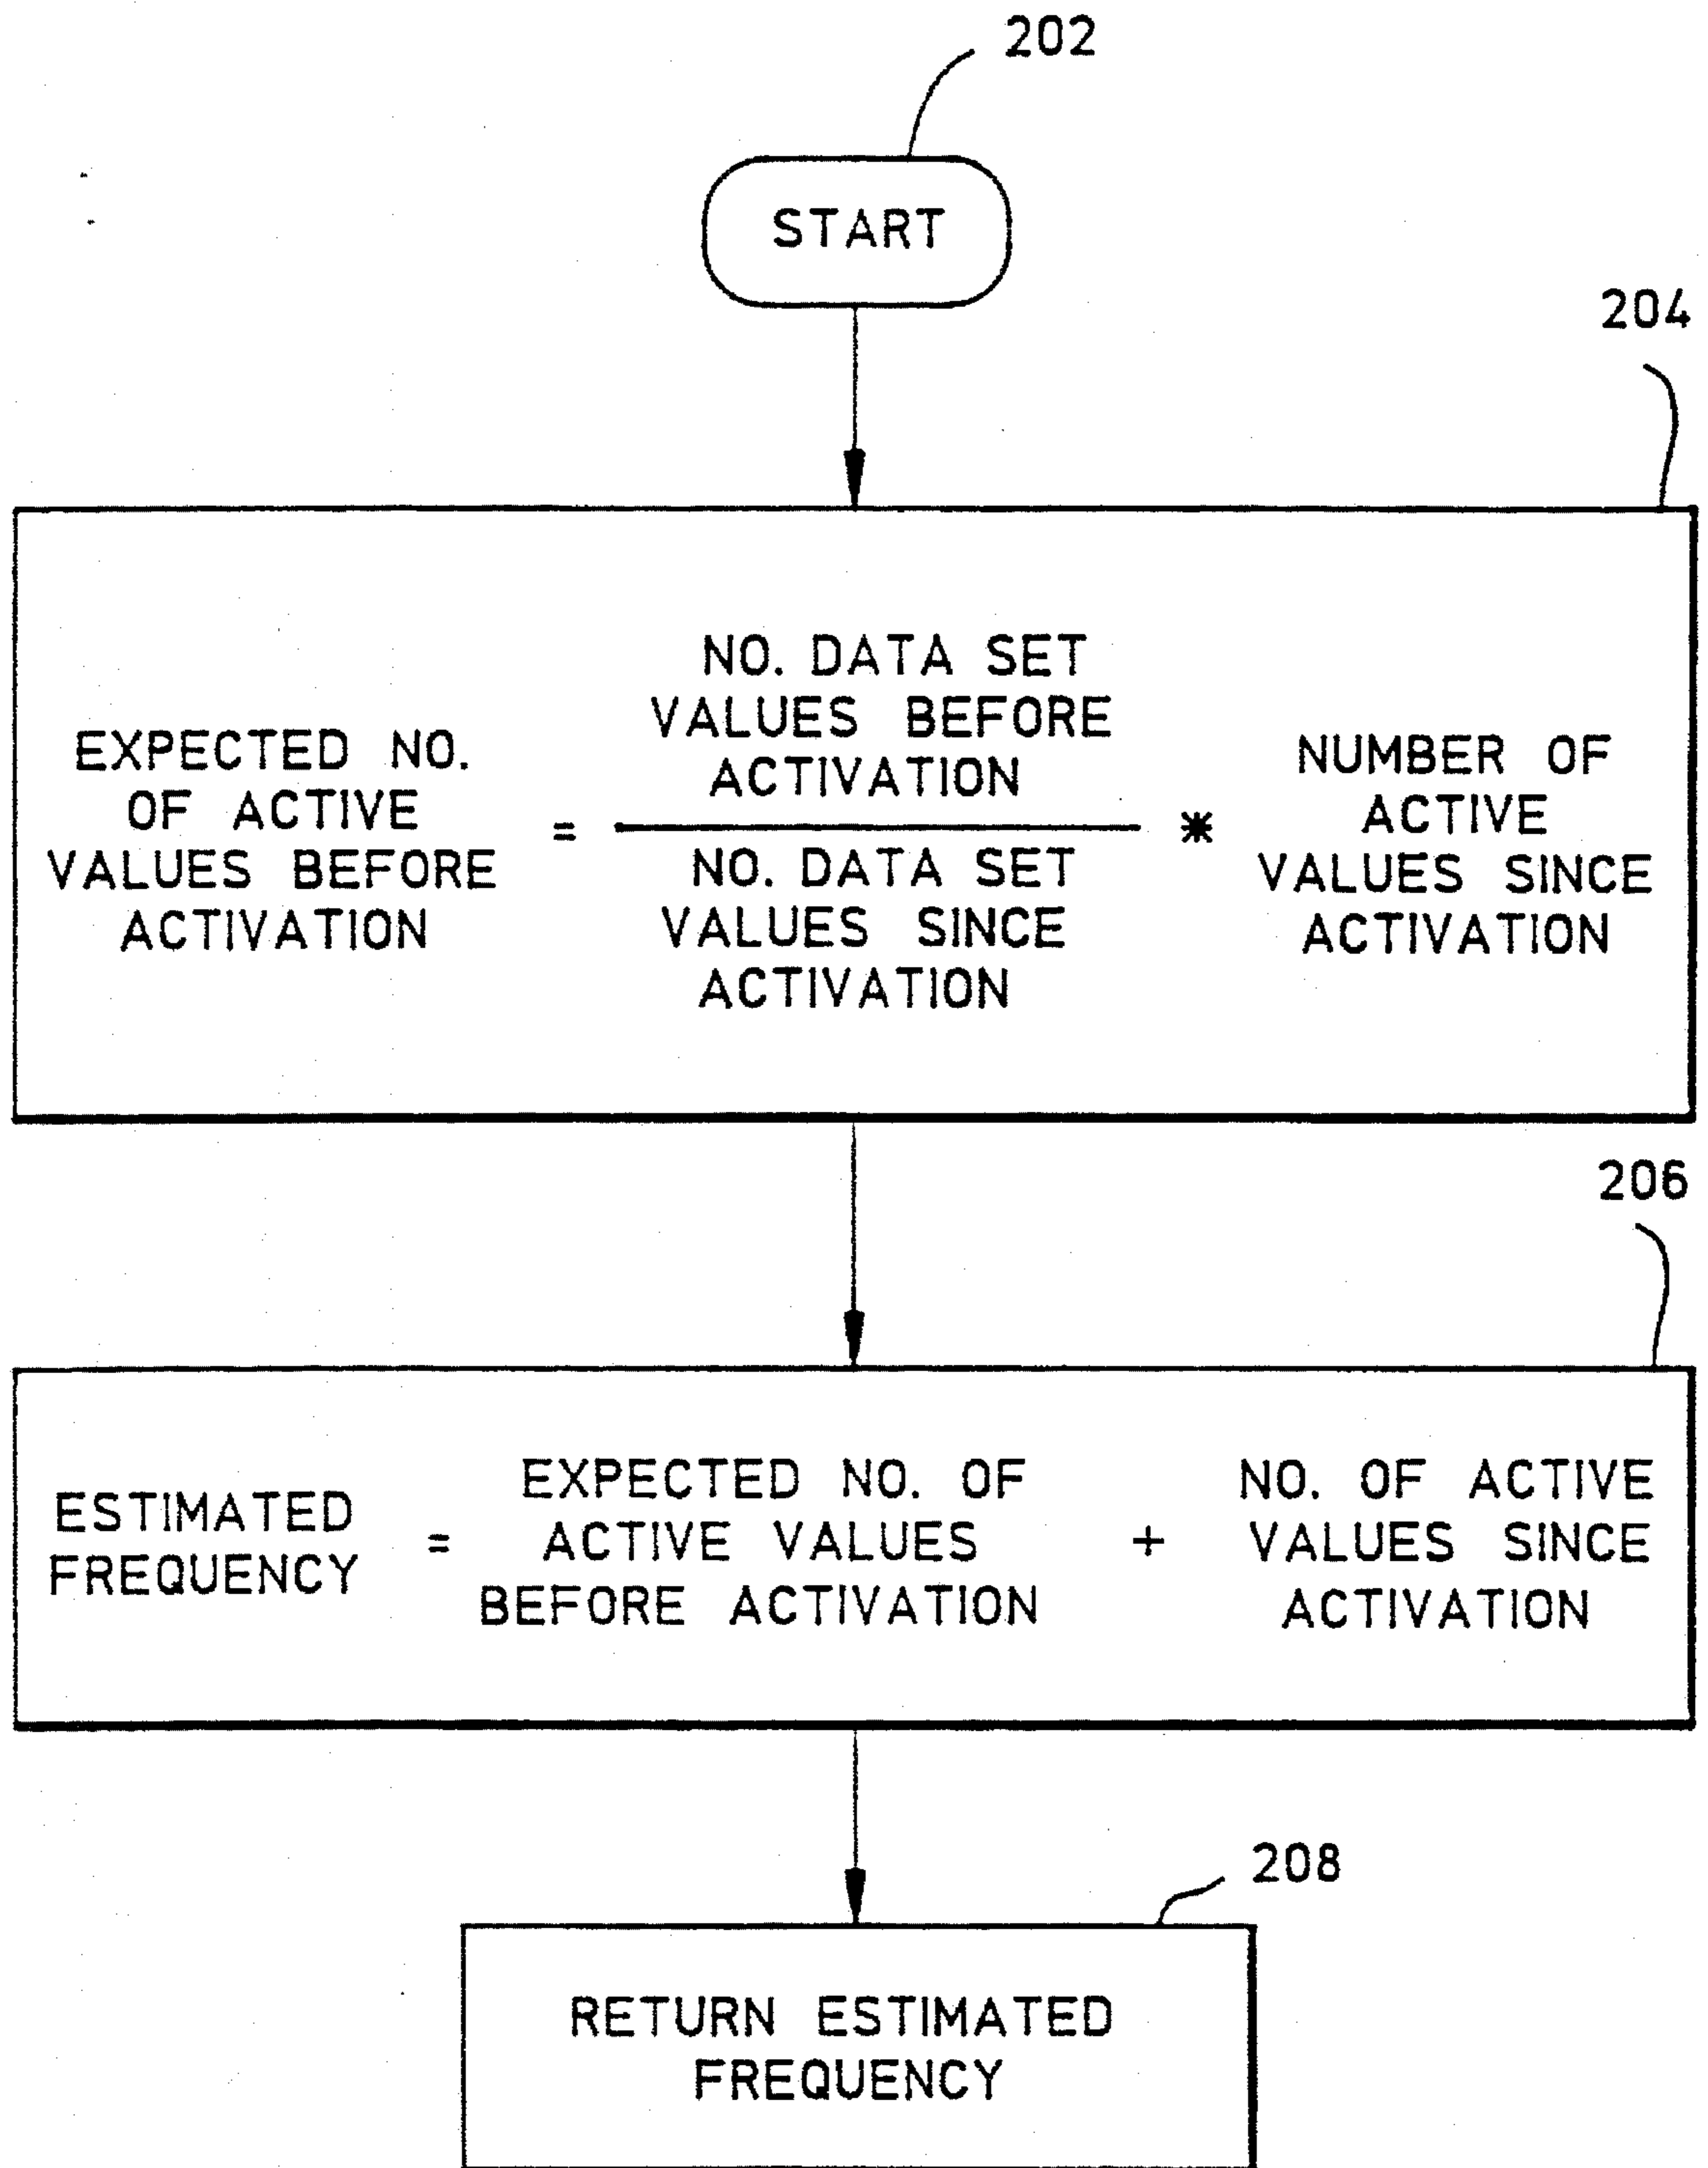 202
START
204
EXPECTED NO.
OF ACTIVE
VALUES BEFORE
ACTIVATION
=
NO. DATA SET
VALUES BEFORE
ACTIVATION
NO. DATA SET
VALUES SINCE
ACTIVATION
*
NUMBER OF
ACTIVE
VALUES SINCE
ACTIVATION
206
ESTIMATED
FREQUENCY
=
EXPECTED NO. OF
ACTIVE VALUES
BEFORE ACTIVATION
+
NO. OF ACTIVE
VALUES SINCE
ACTIVATION
208
RETURN ESTIMATED
FREQUENCY